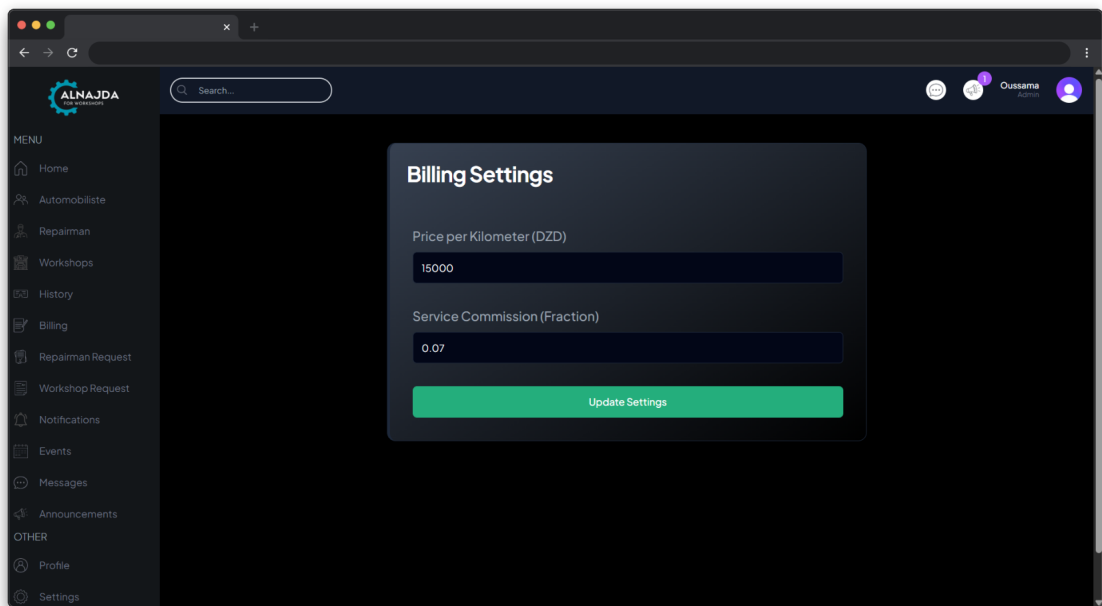 ALNAJDA
FOR WORKSHOPS
Search...
1
Oussama
Admin
MENU
Home
Automobiliste
Repairman
Workshops
History
Billing
Repairman Request
Workshop Request
Notifications
Events
Messages
Announcements
OTHER
Profile
Settings
Billing Settings
Price per Kilometer (DZD)
15000
Service Commission (Fraction)
0.07
Update Settings